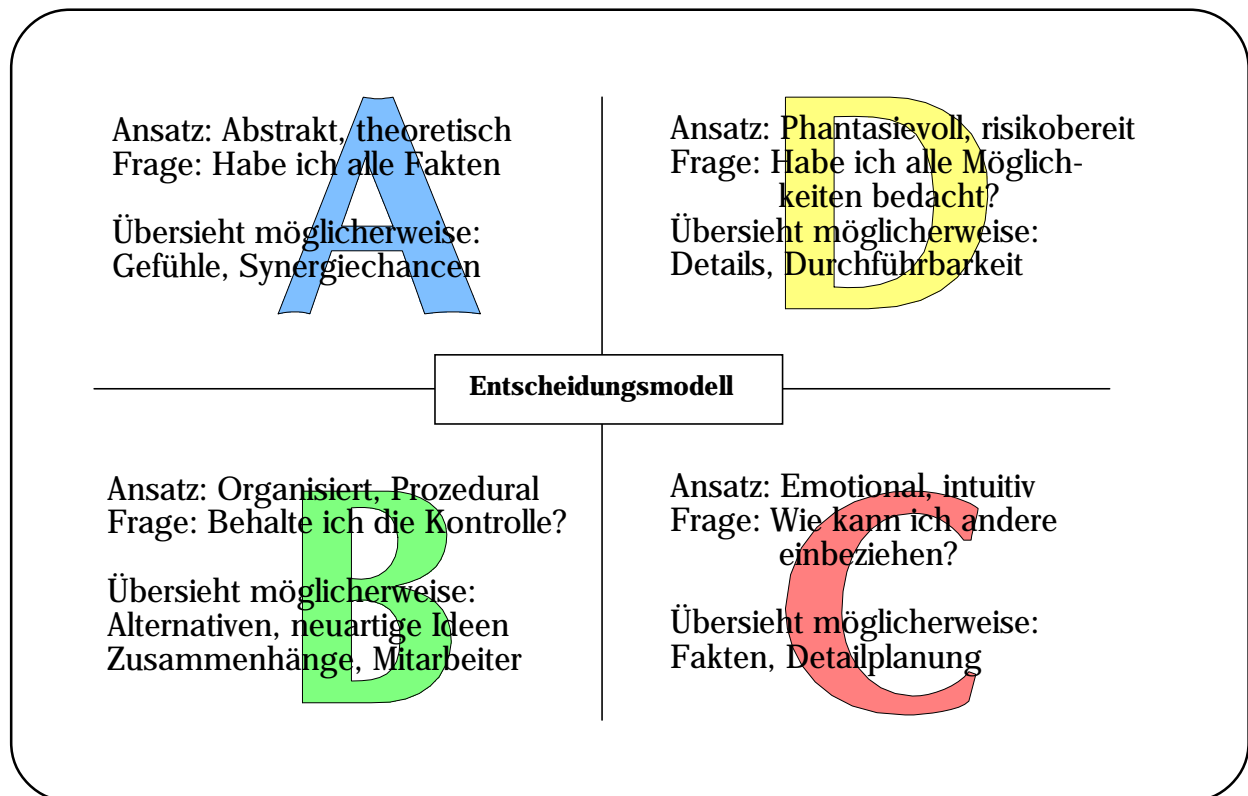 Ansatz: Abstrakt, theoretisch
Frage: Habe ich alle Fakten
Übersieht möglicherweise:
Gefühle, Synergiechancen
A
Ansatz: Phantasievoll, risikobereit
Frage: Habe ich alle Möglich-
keiten bedacht?
Übersieht möglicherweise:
Details, Durchführbarkeit
D
Entscheidungsmodell
Ansatz: Organisiert, Prozedural
Frage: Behalte ich die Kontrolle?
Übersieht möglicherweise:
Alternativen, neuartige Ideen
Zusammenhänge, Mitarbeiter
B
Ansatz: Emotional, intuitiv
Frage: Wie kann ich andere
einbeziehen?
Übersieht möglicherweise:
Fakten, Detailplanung
C